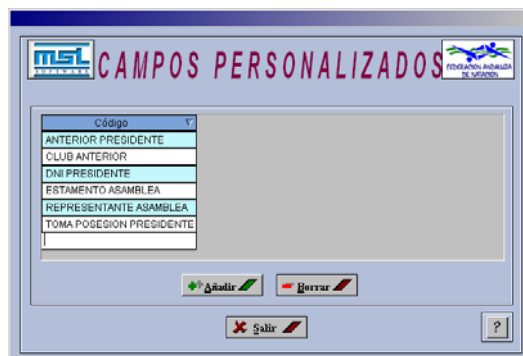 msl
SOFTWARE
CAMPOS PERSONALIZADOS
FEDERACIÓN ANDALUZA
DE NATACIÓN
Código
ANTERIOR PRESIDENTE
CLUB ANTERIOR
DNI PRESIDENTE
ESTAMENTO ASAMBLEA
REPRESENTANTE ASAMBLEA
TOMA POSESION PRESIDENTE
Añadir
Borrar
Salir
?